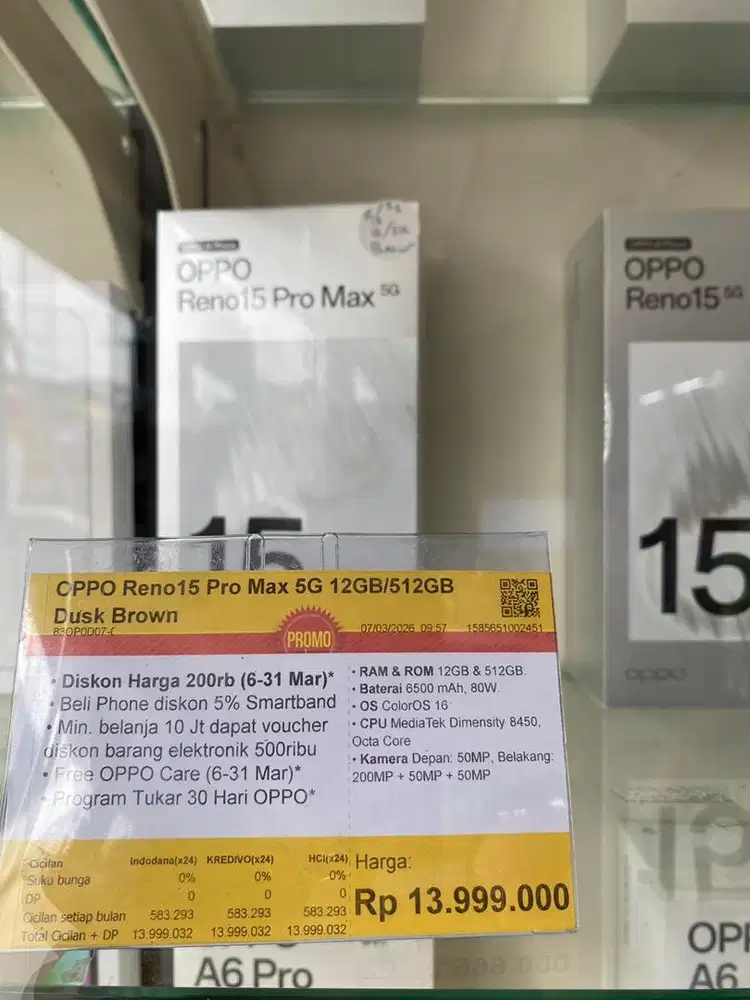 OPPO
Reno15 Pro Max 5G
15
OPPO
Reno15 5G
15
oppo
OPPO Reno15 Pro Max 5G 12GB/512GB
Dusk Brown
07/03/2026 09:57
1585651002451
PROMO
• Diskon Harga 200rb (6-31 Mar)*
• Beli Phone diskon 5% Smartband
• Min. belanja 10 Jt dapat voucher
diskon barang elektronik 500ribu
• Free OPPO Care (6-31 Mar)*
• Program Tukar 30 Hari OPPO*
• RAM & ROM 12GB & 512GB.
• Baterai 6500 mAh, 80W.
• OS ColorOS 16
• CPU MediaTek Dimensity 8450,
Octa Core
• Kamera Depan: 50MP, Belakang:
200MP + 50MP + 50MP
Cicilan Indodana(x24) KREDIVO(x24) HCI(x24)
Suku bunga 0% 0% 0%
DP 0 0 0
Cicilan setiap bulan 583.293 583.293 583.293
Total Cicilan + DP 13.999.032 13.999.032 13.999.032
Harga:
Rp 13.999.000
A6 Pro
OPP
A6